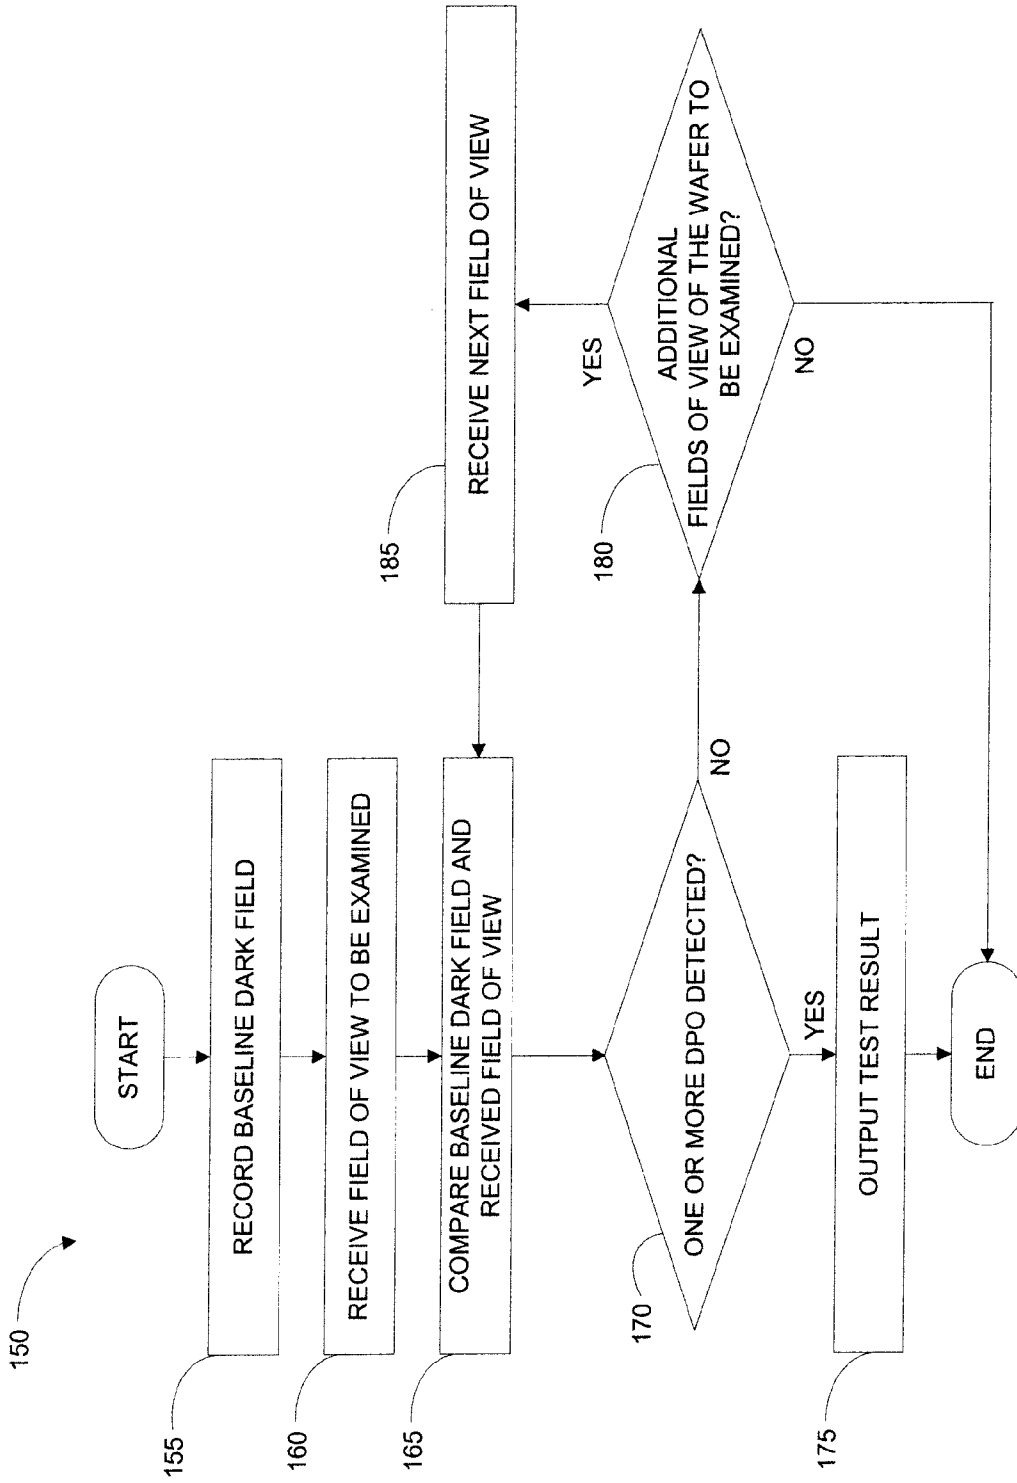 150
START
155
RECORD BASELINE DARK FIELD
160
RECEIVE FIELD OF VIEW TO BE EXAMINED
165
COMPARE BASELINE DARK FIELD AND
RECEIVED FIELD OF VIEW
185
RECEIVE NEXT FIELD OF VIEW
170
ONE OR MORE DPO DETECTED?
NO
YES
180
ADDITIONAL
FIELDS OF VIEW OF THE WAFER TO
BE EXAMINED?
YES
NO
175
OUTPUT TEST RESULT
END